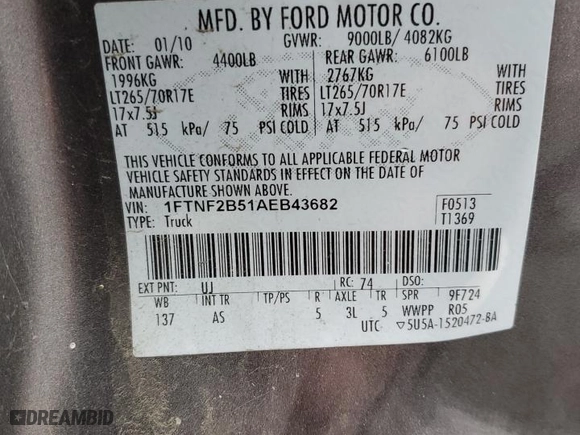 MFD. BY FORD MOTOR CO.
DATE: 01/10 GVWR: 9000LB/ 4082KG
FRONT GAWR: 4400LB REAR GAWR: 6100LB
1996KG WITH 2767KG WITH
LT265/70R17E TIRES LT265/70R17E TIRES
17x7.5J RIMS 17x7.5J RIMS
AT 515 kPa/ 75 PSI COLD AT 515 kPa/ 75 PSI COLD
THIS VEHICLE CONFORMS TO ALL APPLICABLE FEDERAL MOTOR
VEHICLE SAFETY STANDARDS IN EFFECT ON THE DATE OF
MANUFACTURE SHOWN ABOVE.
VIN: 1FTNF2B51AEB43682 F0513
TYPE: Truck T1369
EXT PNT: UJ RC: 74 DSO:
WB INT TR TP/PS R AXLE TR SPR 9F724
137 AS 5 3L 5 WWPP R05
UTC ▽5U5A-1520472-BA
DREAMBID